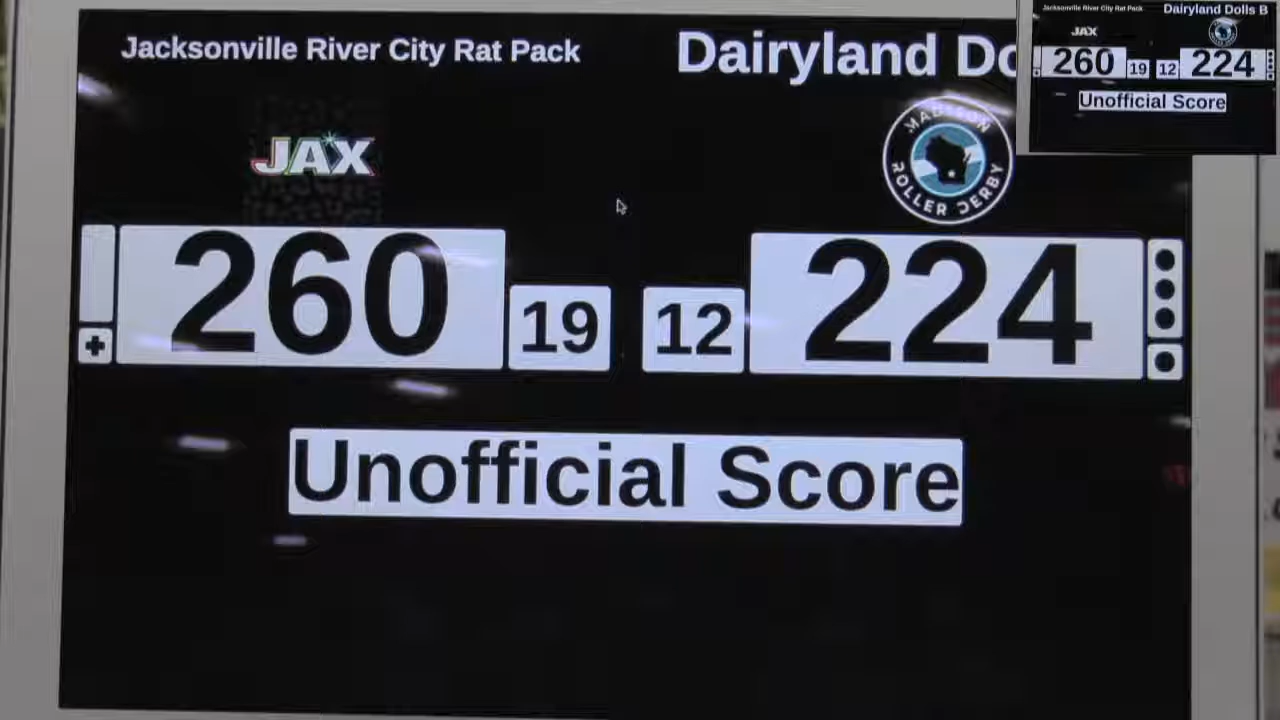 Jacksonville River City Rat Pack
Dairyland Do
JAX
MADISON
ROLLER DERBY
260
19
12
224
+
Unofficial Score
Jacksonville River City Rat Pack
Dairyland Dolls B
JAX
260
19
12
224
Unofficial Score